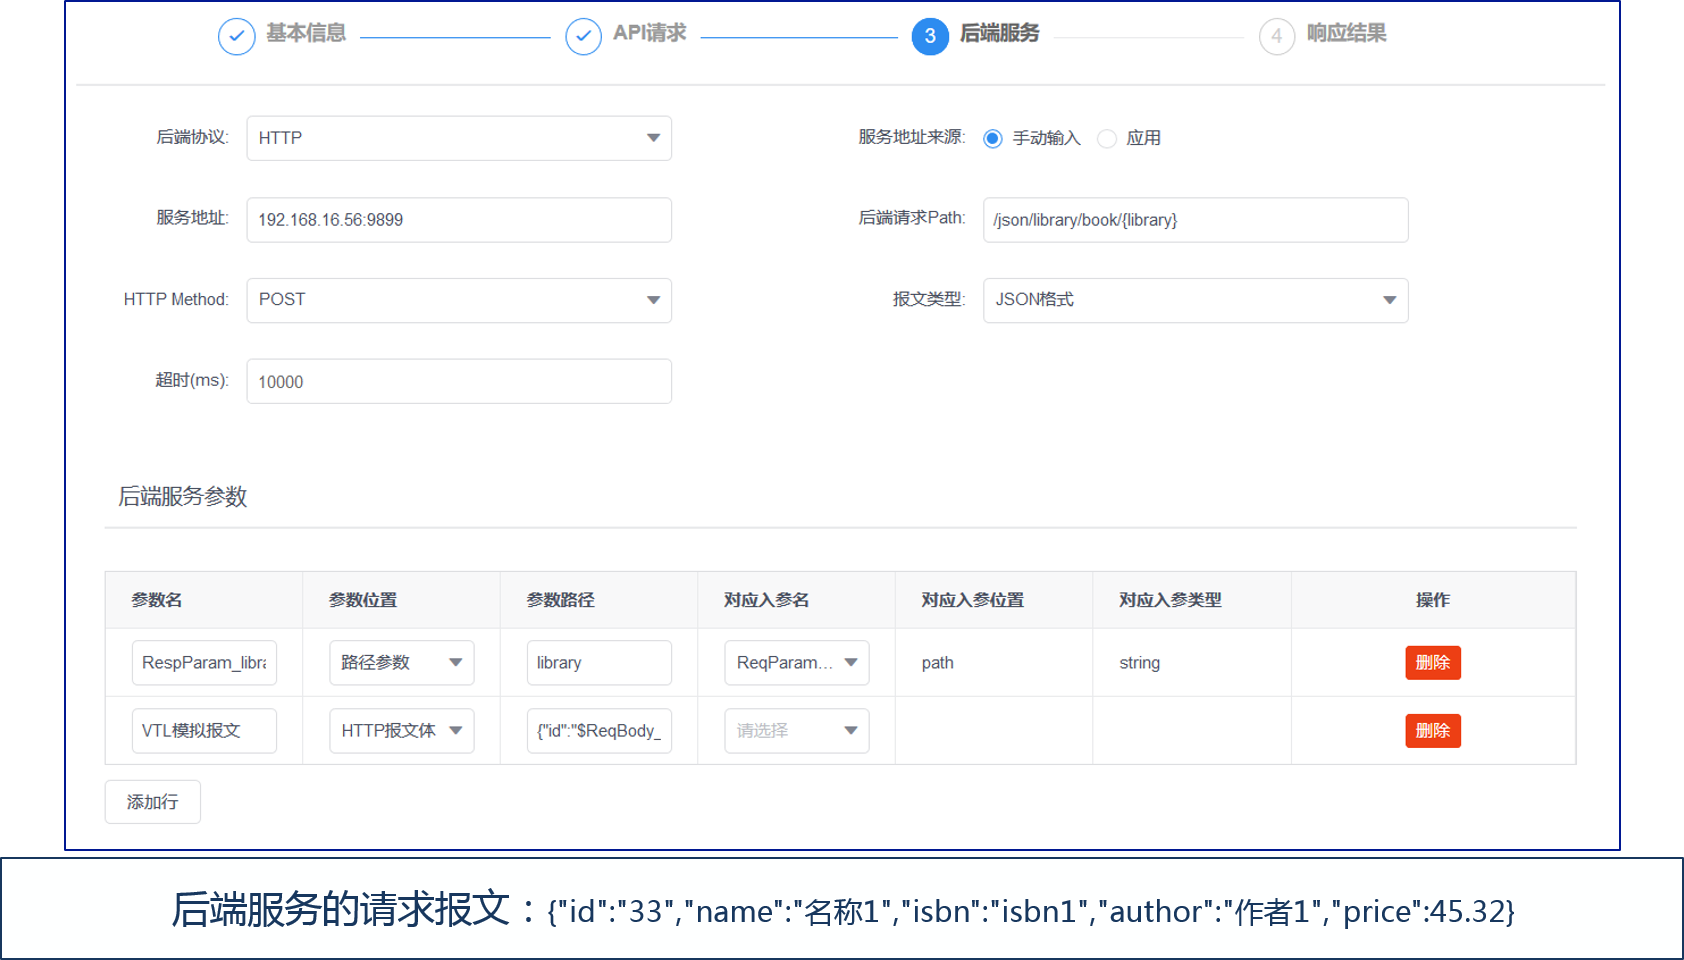 基本信息 API请求 3 后端服务 4 响应结果
后端协议: HTTP 服务地址来源: 手动输入 应用
服务地址: 192.168.16.56:9899 后端请求Path: /json/library/book/{library}
HTTP Method: POST 报文类型: JSON格式
超时(ms): 10000
后端服务参数
参数名 参数位置 参数路径 对应入参名 对应入参位置 对应入参类型 操作
RespParam_libra 路径参数 library ReqParam... path string 删除
VTL模拟报文 HTTP报文体 {"id":"$ReqBody_ 请选择 删除
添加行
后端服务的请求报文：{"id":"33","name":"名称1","isbn":"isbn1","author":"作者1","price":45.32}